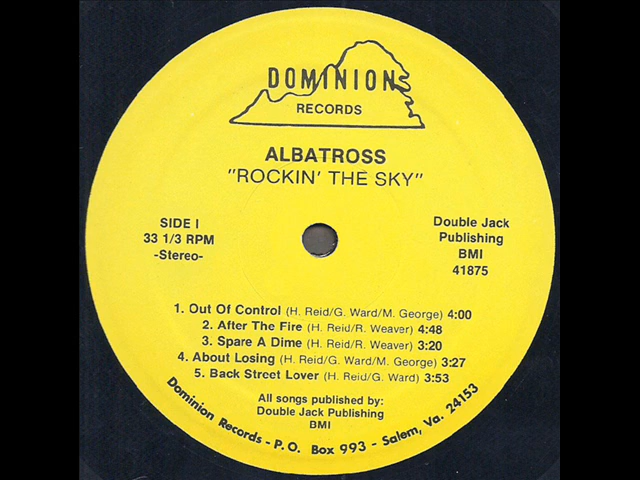 DOMINION
RECORDS
ALBATROSS
"ROCKIN' THE SKY"
SIDE I
33 1/3 RPM
-Stereo-
Double Jack
Publishing
BMI
41875
1. Out Of Control (H. Reid/G. Ward/M. George) 4:00
2. After The Fire (H. Reid/R. Weaver) 4:48
3. Spare A Dime (H. Reid/R. Weaver) 3:20
4. About Losing (H. Reid/G. Ward/M. George) 3:27
5. Back Street Lover (H. Reid/G. Ward) 3:53
All songs published by:
Double Jack Publishing
BMI
Dominion Records - P.O. Box 993 - Salem, Va. 24153